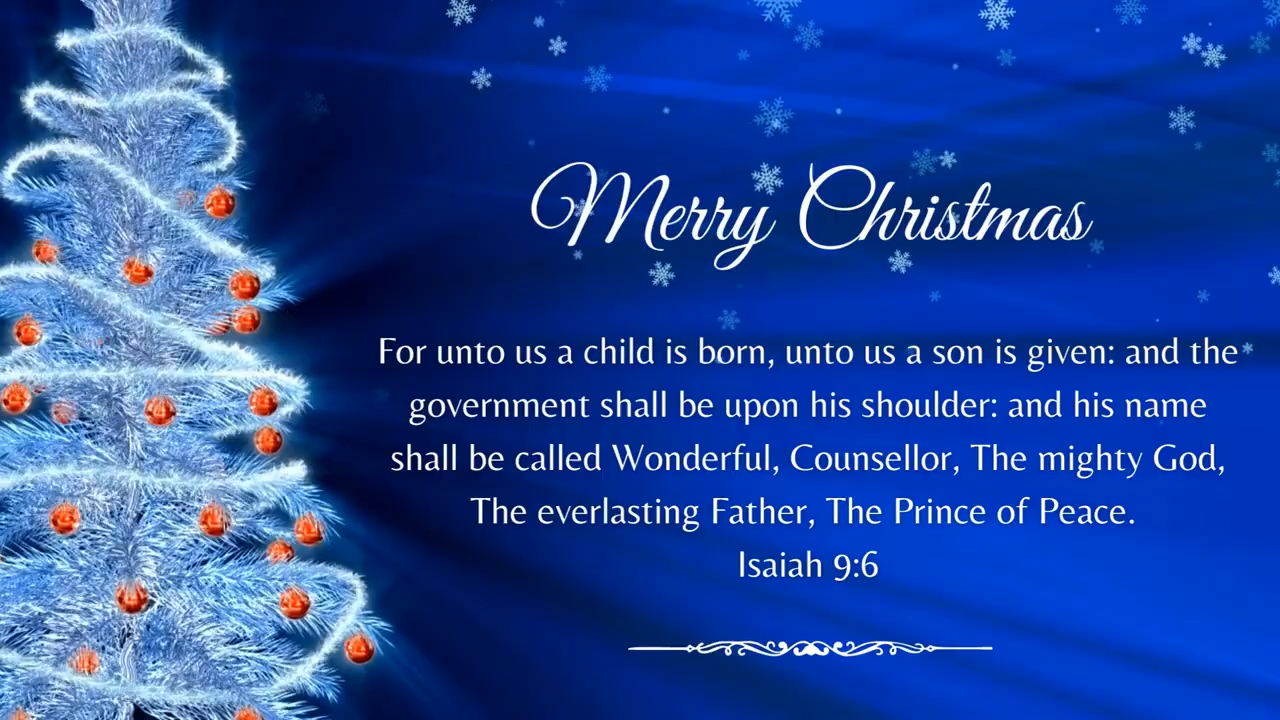 Merry Christmas
For unto us a child is born, unto us a son is given: and the
government shall be upon his shoulder: and his name
shall be called Wonderful, Counsellor, The mighty God,
The everlasting Father, The Prince of Peace.
Isaiah 9:6